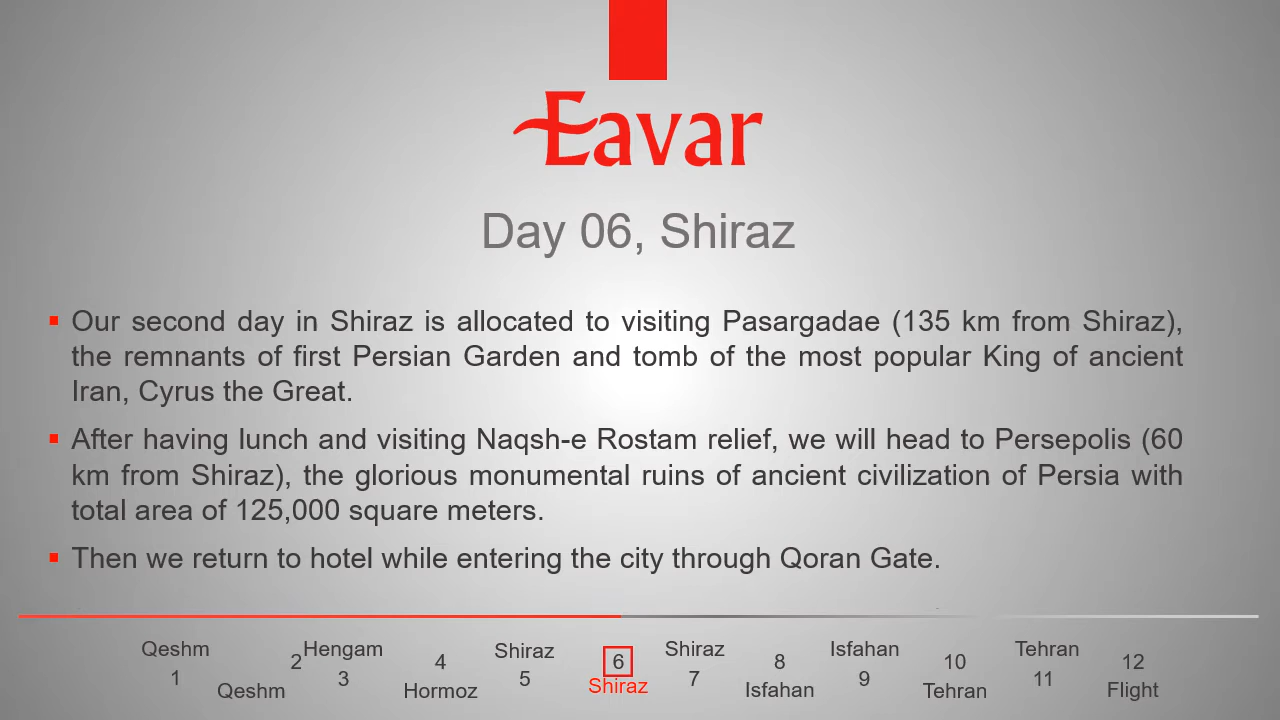 Eavar
Day 06, Shiraz
▪ Our second day in Shiraz is allocated to visiting Pasargadae (135 km from Shiraz),
the remnants of first Persian Garden and tomb of the most popular King of ancient
Iran, Cyrus the Great.
▪ After having lunch and visiting Naqsh-e Rostam relief, we will head to Persepolis (60
km from Shiraz), the glorious monumental ruins of ancient civilization of Persia with
total area of 125,000 square meters.
▪ Then we return to hotel while entering the city through Qoran Gate.
Qeshm
1
2
Qeshm
Hengam
3
4
Hormoz
Shiraz
5
6
Shiraz
Shiraz
7
8
Isfahan
Isfahan
9
10
Tehran
Tehran
11
12
Flight